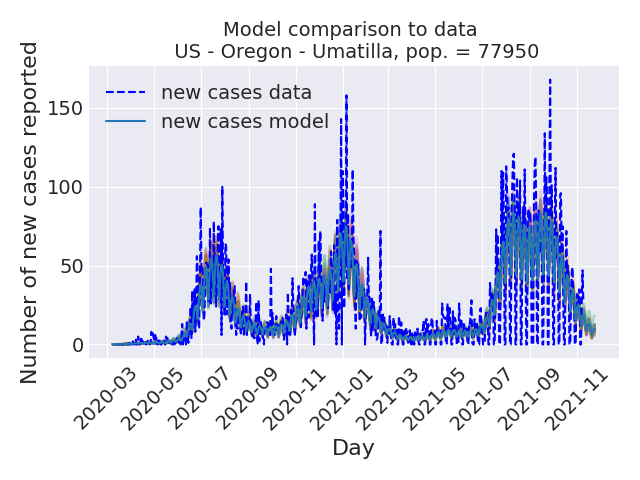 Model comparison to data
US - Oregon - Umatilla, pop. = 77950
new cases data
new cases model
Number of new cases reported
150
100
50
0
2020-03
2020-05
2020-07
2020-09
2020-11
2021-01
2021-03
2021-05
2021-07
2021-09
2021-11
Day